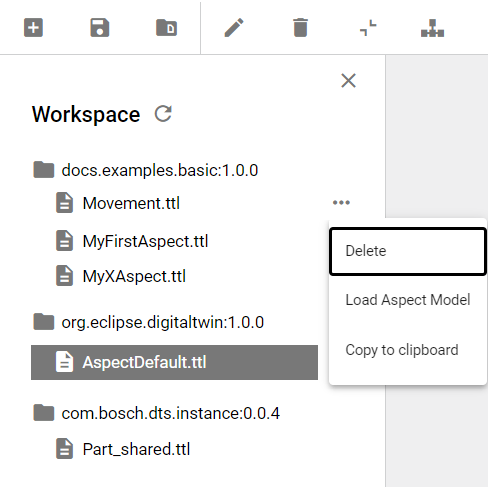 Workspace
docs.examples.basic:1.0.0
Movement.ttl
MyFirstAspect.ttl
MyXAspect.ttl
org.eclipse.digitaltwin:1.0.0
AspectDefault.ttl
com.bosch.dts.instance:0.0.4
Part_shared.ttl
Delete
Load Aspect Model
Copy to clipboard